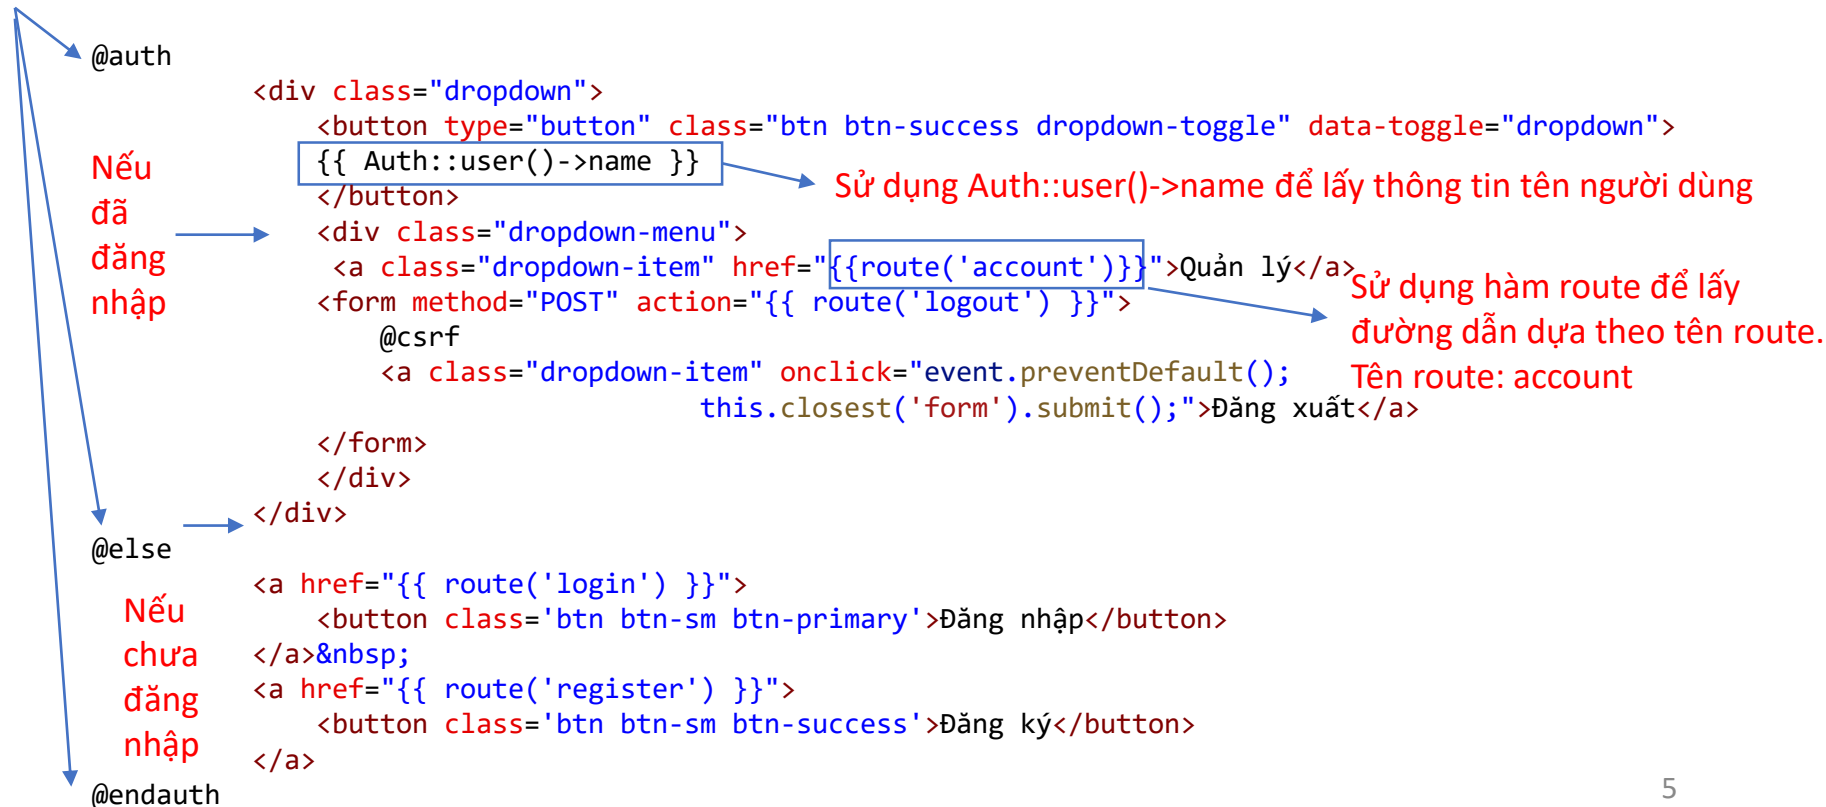 @auth
<div class="dropdown">
<button type="button" class="btn btn-success dropdown-toggle" data-toggle="dropdown">
{{ Auth::user()->name }}
Sử dụng Auth::user()->name để lấy thông tin tên người dùng
</button>
Nếu
đã
đăng
nhập
<div class="dropdown-menu">
<a class="dropdown-item" href="{{route('account')}}">Quản lý</a>
Sử dụng hàm route để lấy
đường dẫn dựa theo tên route.
Tên route: account
<form method="POST" action="{{ route('logout') }}">
@csrf
<a class="dropdown-item" onclick="event.preventDefault();
this.closest('form').submit();">Đăng xuất</a>
</form>
</div>
</div>
@else
Nếu
chưa
đăng
nhập
<a href="{{ route('login') }}">
<button class='btn btn-sm btn-primary'>Đăng nhập</button>
</a>&nbsp;
<a href="{{ route('register') }}">
<button class='btn btn-sm btn-success'>Đăng ký</button>
</a>
@endauth
5